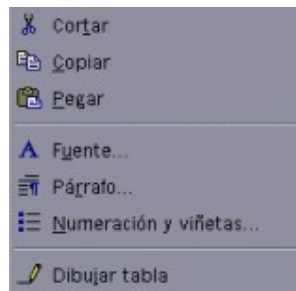 Cortar
Copiar
Pegar
Fuente...
Párrafo...
Numeración y viñetas...
Dibujar tabla